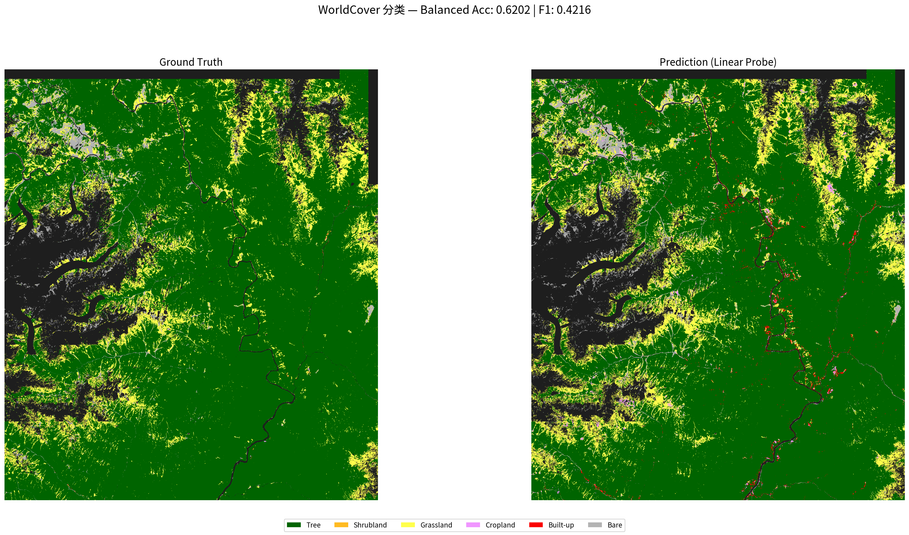 WorldCover 分类 — Balanced Acc: 0.6202 | F1: 0.4216
Ground Truth
Prediction (Linear Probe)
Tree Shrubland Grassland Cropland Built-up Bare